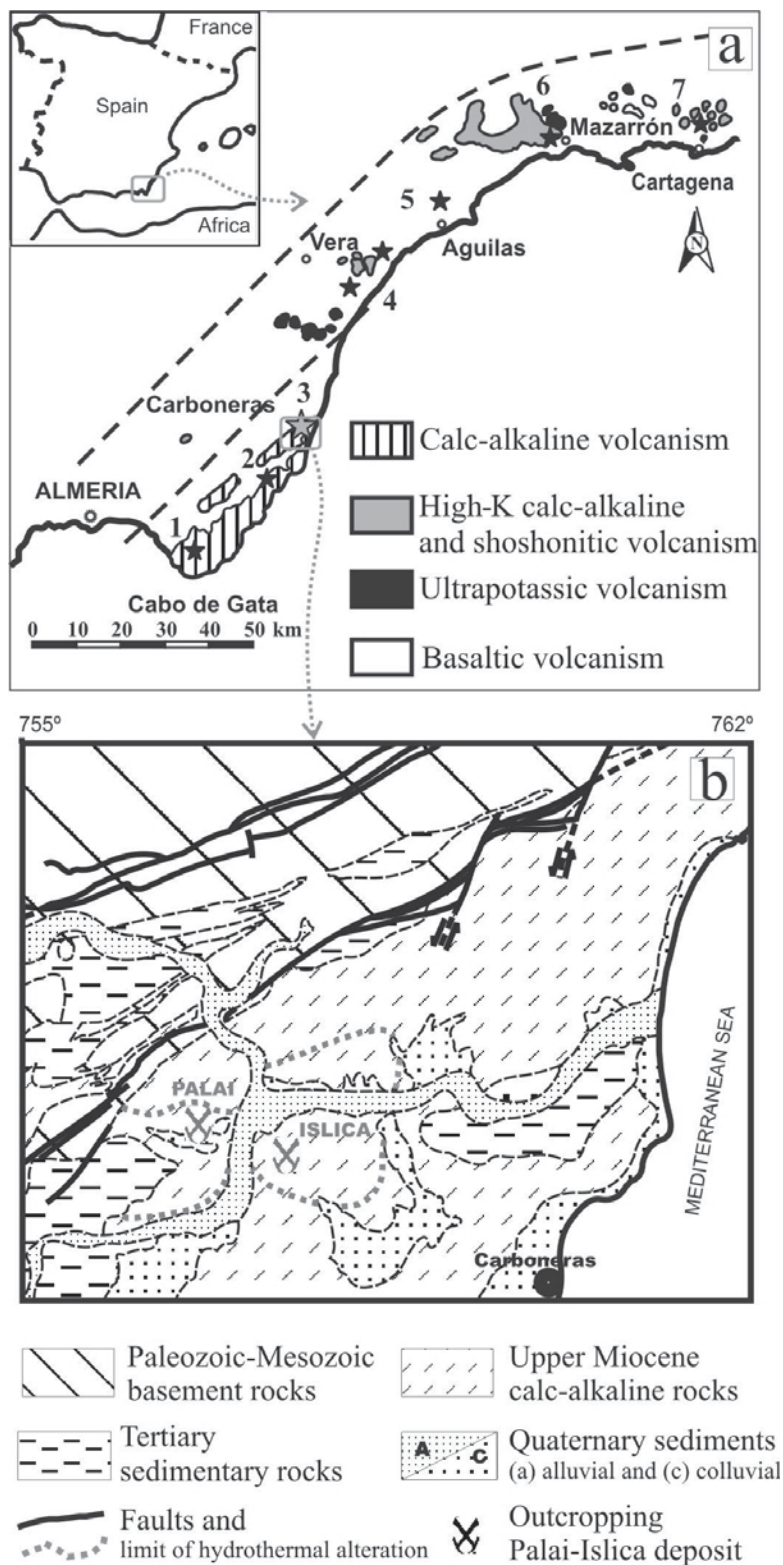 France
Spain
Africa
a
6
7
Mazarrón
Cartagena
5
Aguilas
N
Vera
4
3
Carboneras
2
ALMERIA
1
Cabo de Gata
0 10 20 30 40 50 km
Calc-alkaline volcanism
High-K calc-alkaline
and shoshonitic volcanism
Ultrapotassic volcanism
Basaltic volcanism
755º
762º
b
PALAI
ISLICA
MEDITERRANEAN SEA
Carboneras
Paleozoic-Mesozoic
basement rocks
Upper Miocene
calc-alkaline rocks
Tertiary
sedimentary rocks
A
C
Quaternary sediments
(a) alluvial and (c) colluvial
Faults and
limit of hydrothermal alteration
Outcropping
Palai-Islica deposit